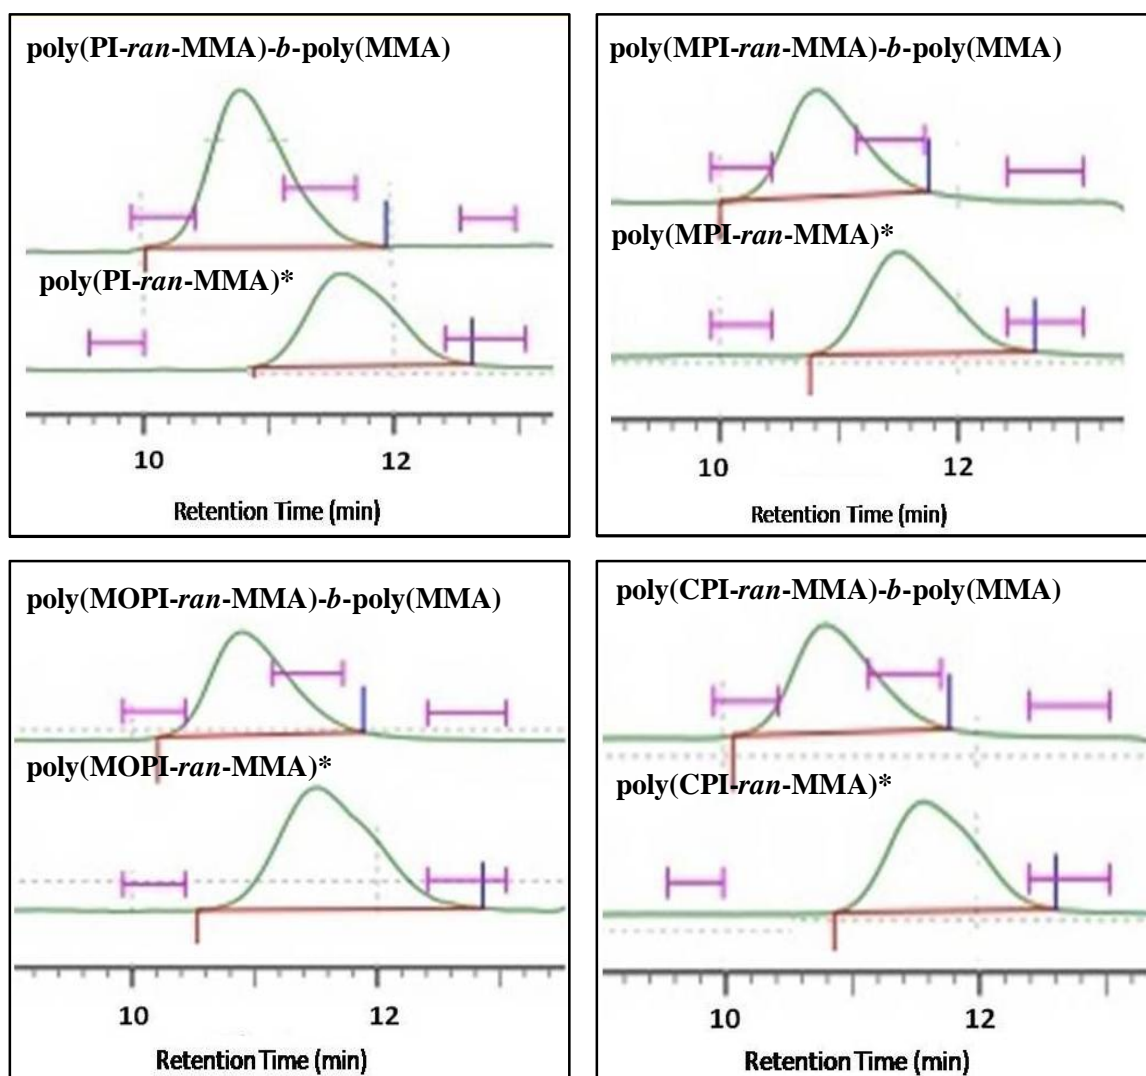 poly(PI-ran-MMA)-b-poly(MMA)
poly(PI-ran-MMA)*
10 12
Retention Time (min)
poly(MPI-ran-MMA)-b-poly(MMA)
poly(MPI-ran-MMA)*
10 12
Retention Time (min)
poly(MOPI-ran-MMA)-b-poly(MMA)
poly(MOPI-ran-MMA)*
10 12
Retention Time (min)
poly(CPI-ran-MMA)-b-poly(MMA)
poly(CPI-ran-MMA)*
10 12
Retention Time (min)